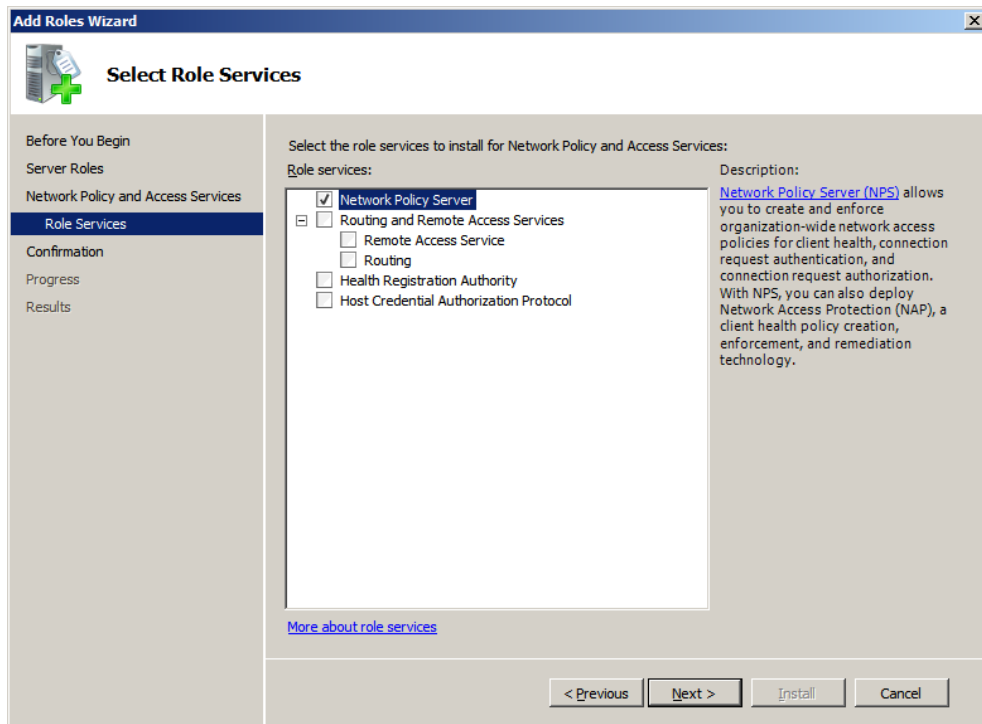 Add Roles Wizard
Select Role Services
Before You Begin
Server Roles
Network Policy and Access Services
Role Services
Confirmation
Progress
Results
Select the role services to install for Network Policy and Access Services:
Role services:
Network Policy Server
Routing and Remote Access Services
Remote Access Service
Routing
Health Registration Authority
Host Credential Authorization Protocol
More about role services
Description:
Network Policy Server (NPS) allows
you to create and enforce
organization-wide network access
policies for client health, connection
request authentication, and
connection request authorization.
With NPS, you can also deploy
Network Access Protection (NAP), a
client health policy creation,
enforcement, and remediation
technology.
< Previous
Next >
Install
Cancel